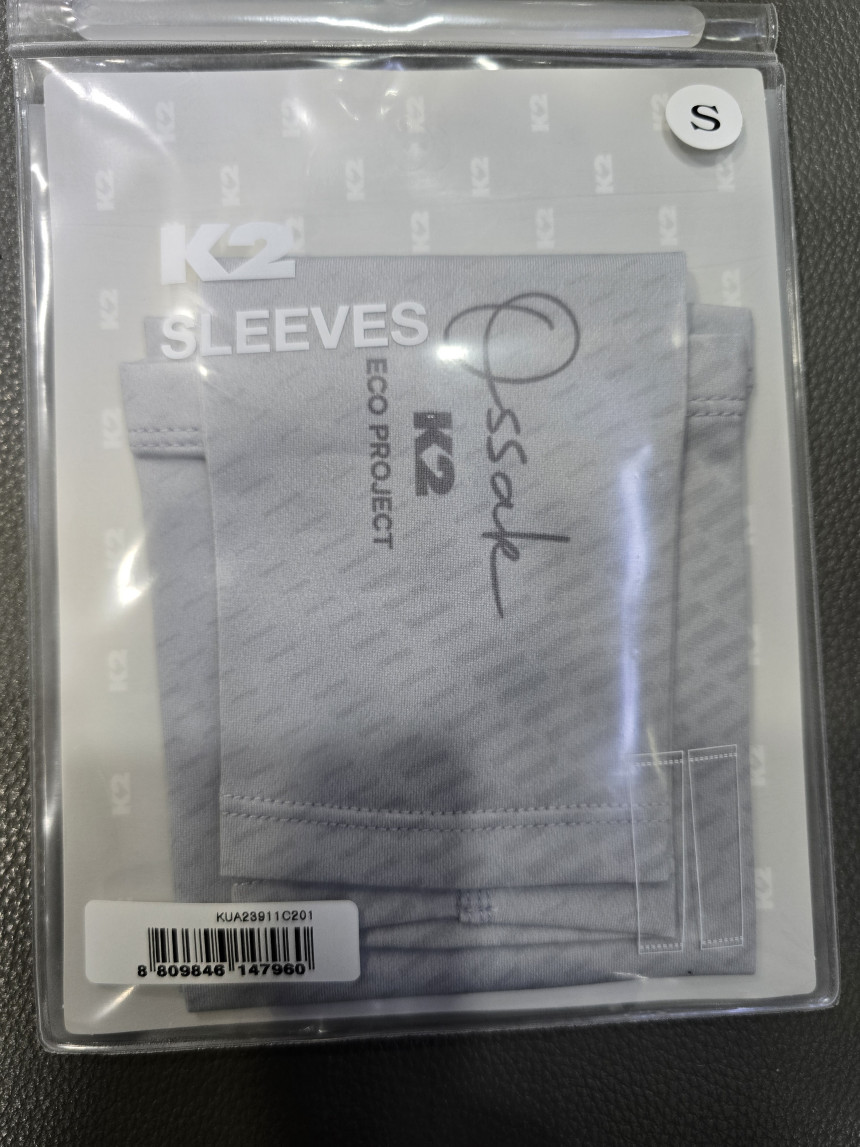 S
K2
SLEEVES
Ossak
K2
ECO PROJECT
KUA23911C201
8 809846 147960